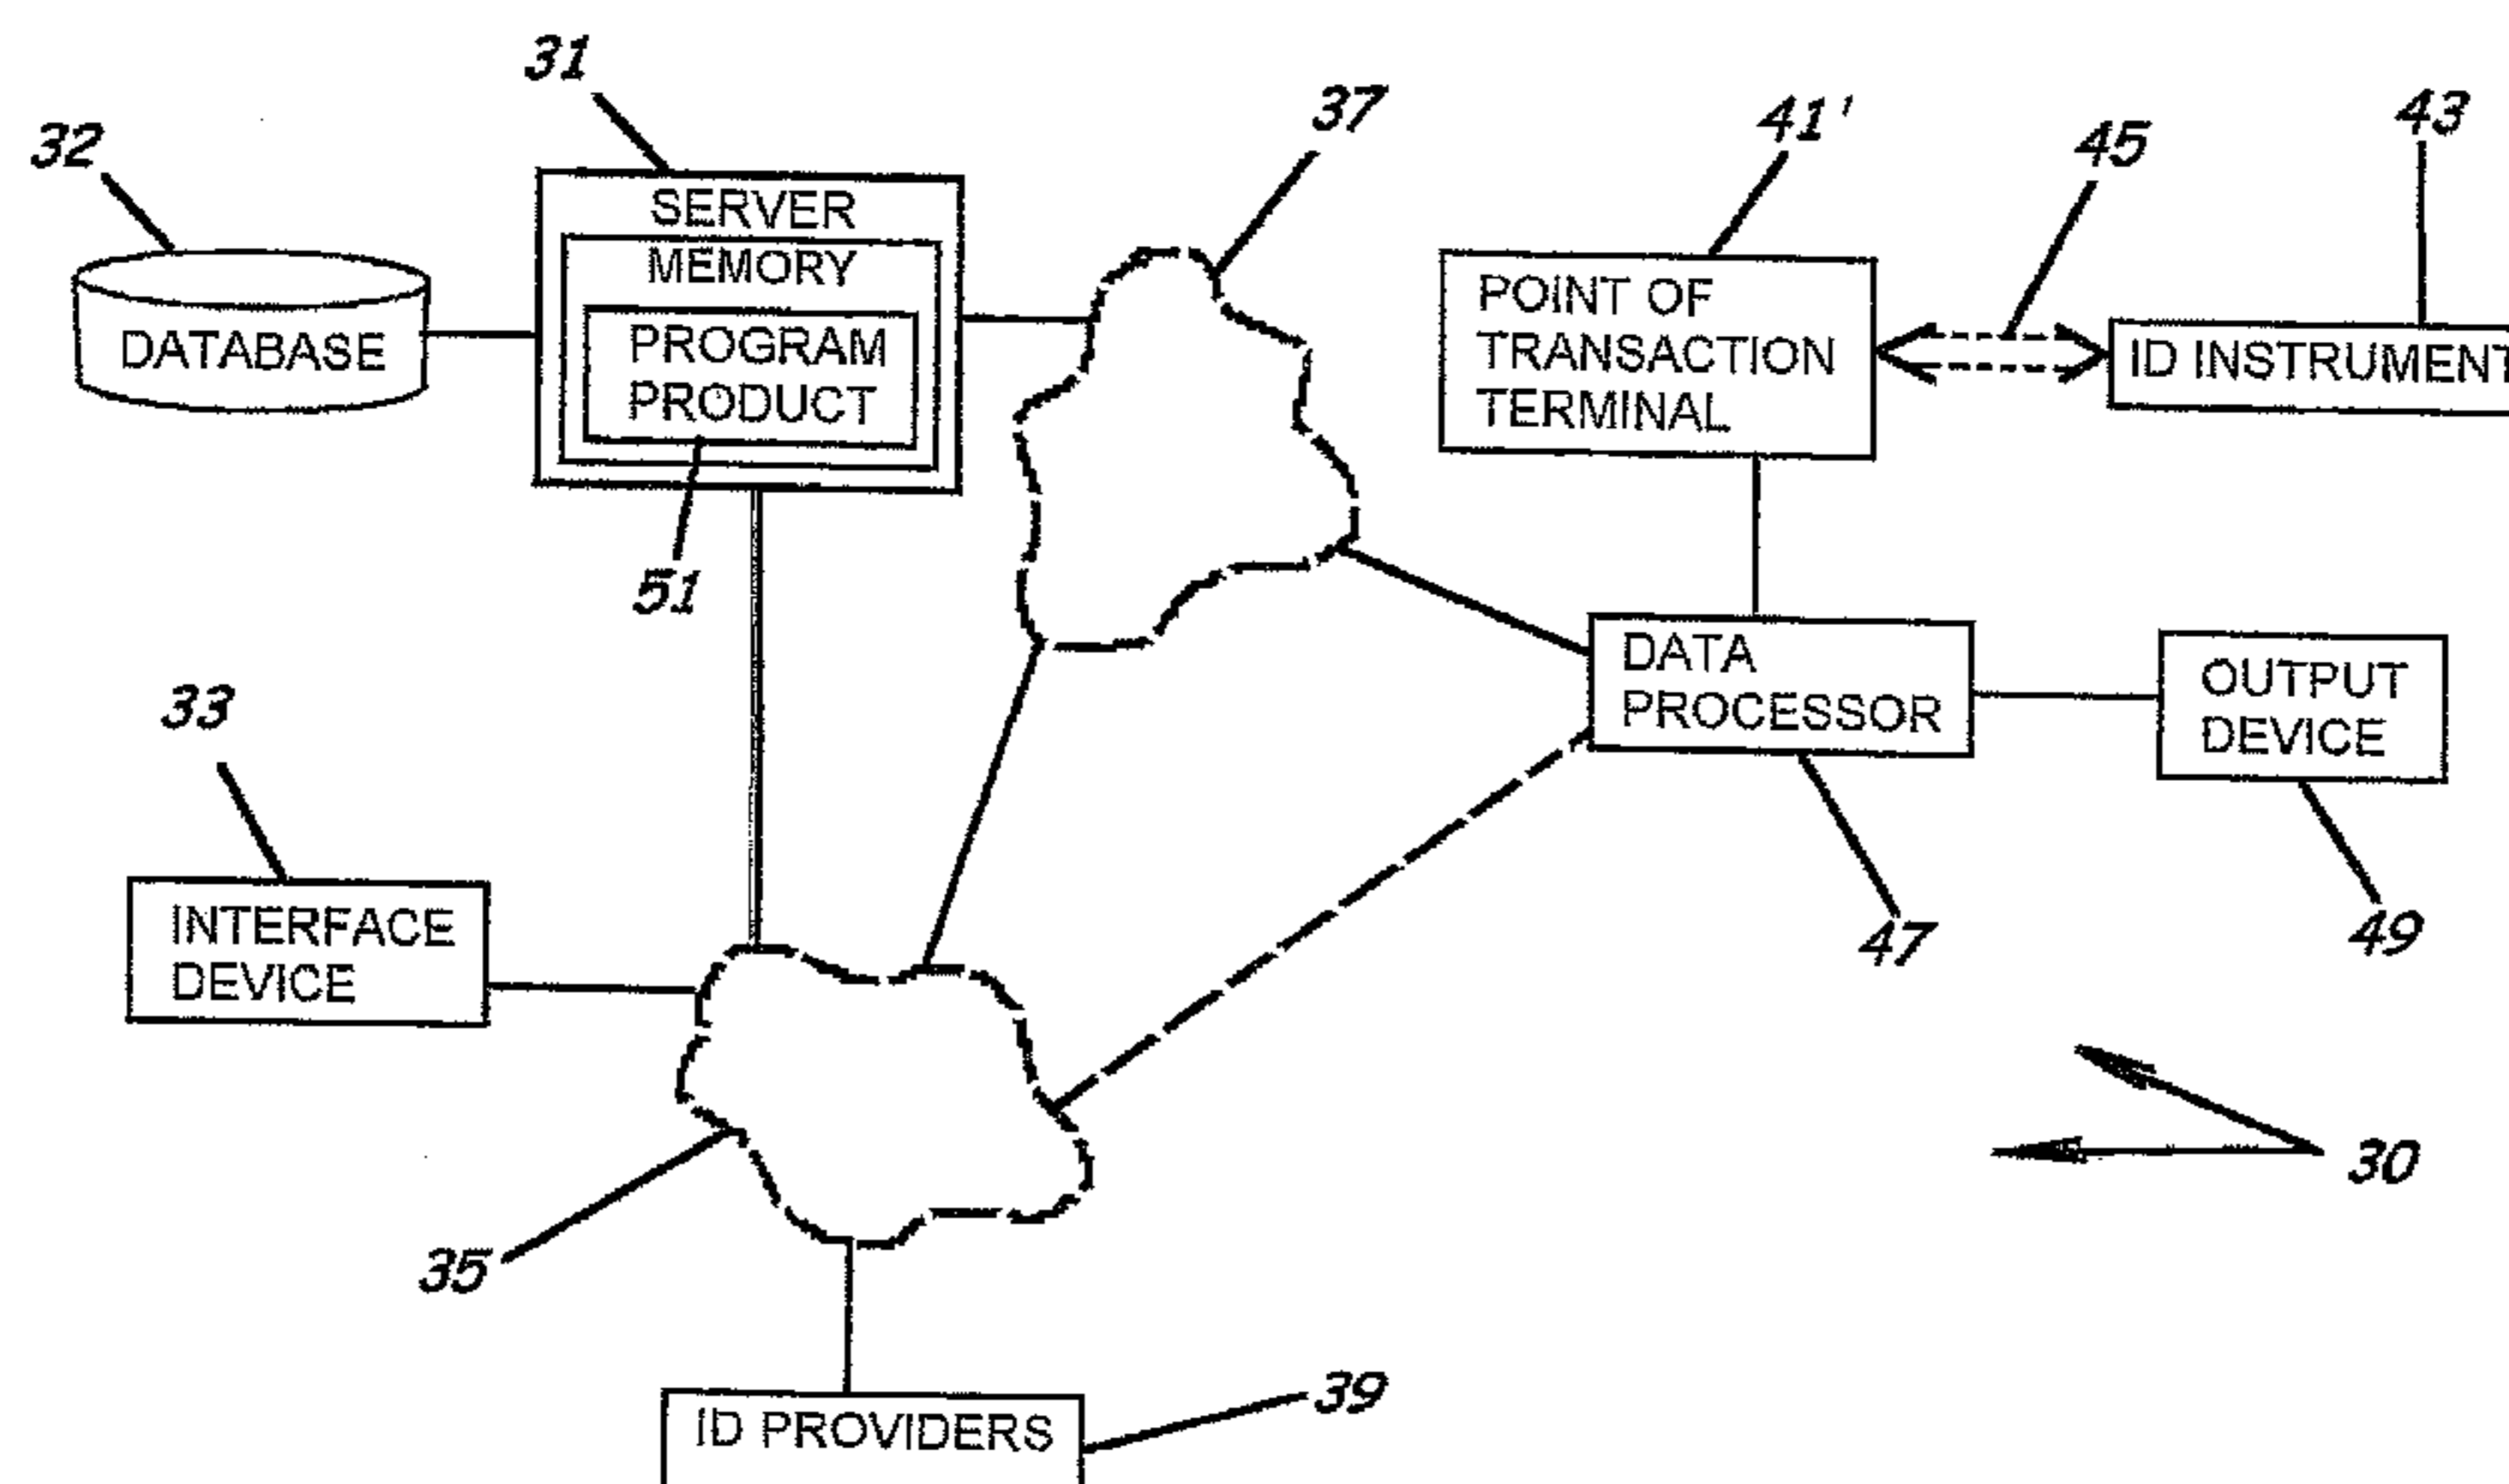 31
37
41'
43
32
45
SERVER
MEMORY
PROGRAM
PRODUCT
DATABASE
POINT OF
TRANSACTION
TERMINAL
ID INSTRUMENT
51
33
DATA
PROCESSOR
OUTPUT
DEVICE
INTERFACE
DEVICE
47
49
30
35
39
ID PROVIDERS